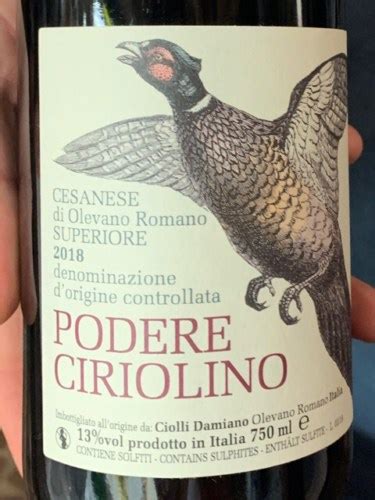 CESANESE
di Olevano Romano
SUPERIORE
2018
denominazione
d'origine controllata
PODERE
CIRIOLINO
Imbottigliato all'origine da: Ciolli Damiano Olevano Romano Italia
13%vol prodotto in Italia 750 ml e
CONTIENE SOLFITI - CONTAINS SULPHITES - ENTHÄLT SULFITE - L